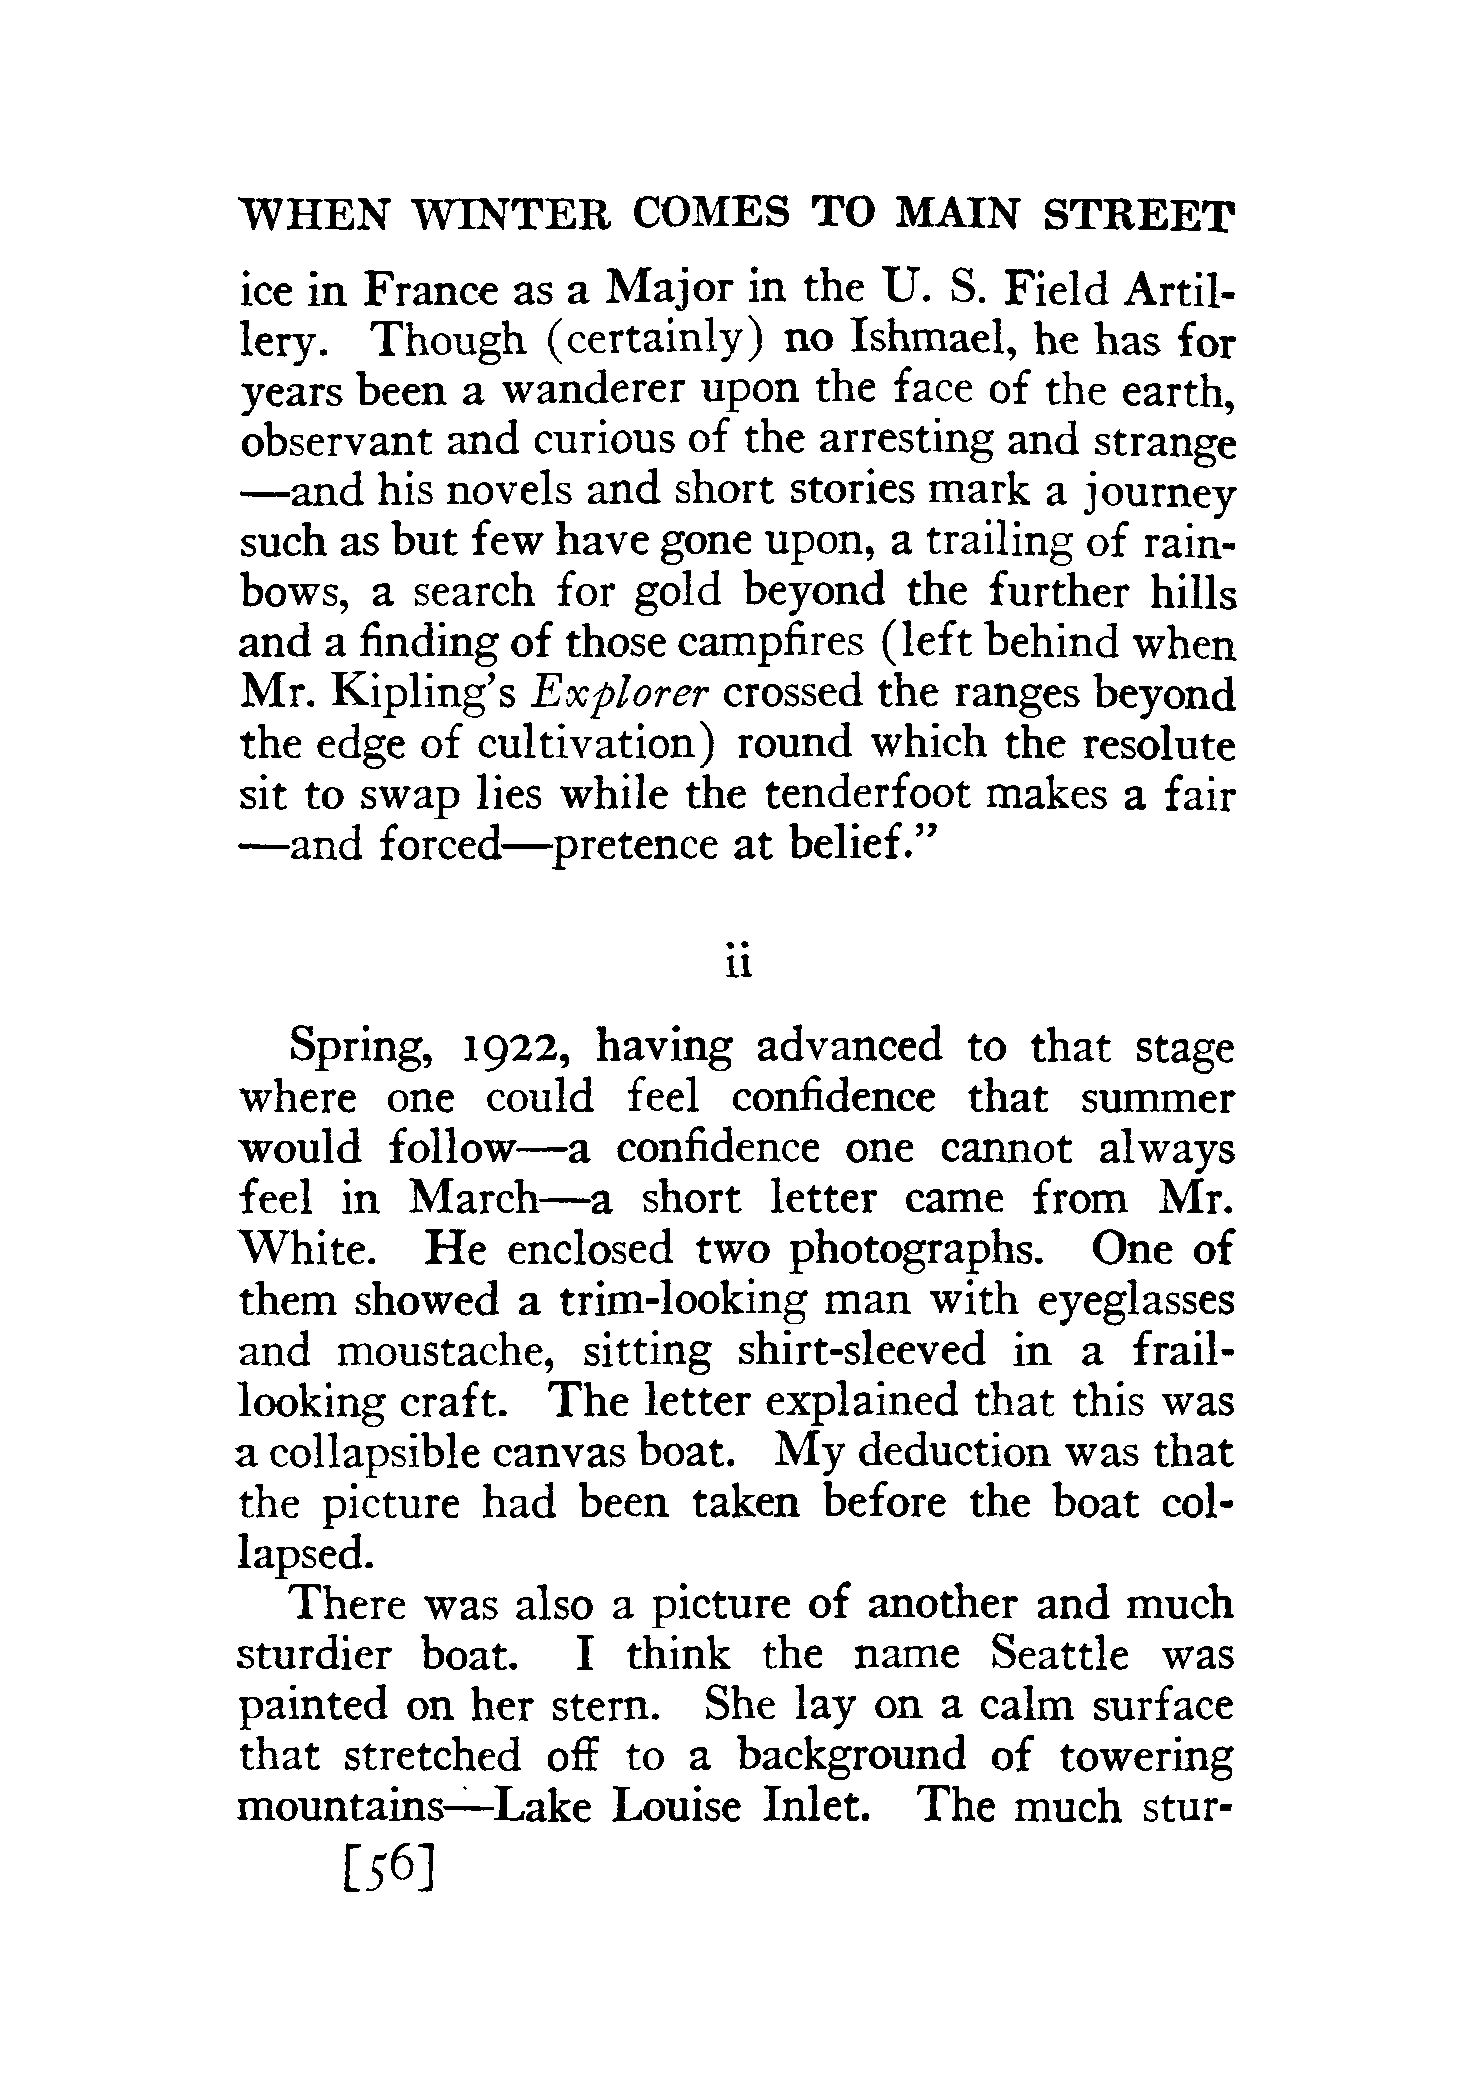 WHEN WINTER COMES TO MAIN STREET
ice in France as a Major in the U. S. Field Artil-
lery. Though (certainly) no Ishmael, he has for
years been a wanderer upon the face of the earth,
observant and curious of the arresting and strange
—and his novels and short stories mark a journey
such as but few have gone upon, a trailing of rain-
bows, a search for gold beyond the further hills
and a finding of those campfires (left behind when
Mr. Kipling's Explorer crossed the ranges beyond
the edge of cultivation) round which the resolute
sit to swap lies while the tenderfoot makes a fair
—and forced—pretence at belief.”
ii
Spring, 1922, having advanced to that stage
where one could feel confidence that summer
would follow—a confidence one cannot always
feel in March—a short letter came from Mr.
White. He enclosed two photographs. One of
them showed a trim-looking man with eyeglasses
and moustache, sitting shirt-sleeved in a frail-
looking craft. The letter explained that this was
a collapsible canvas boat. My deduction was that
the picture had been taken before the boat col-
lapsed.
There was also a picture of another and much
sturdier boat. I think the name Seattle was
painted on her stern. She lay on a calm surface
that stretched off to a background of towering
mountains—Lake Louise Inlet. The much stur-
[56]